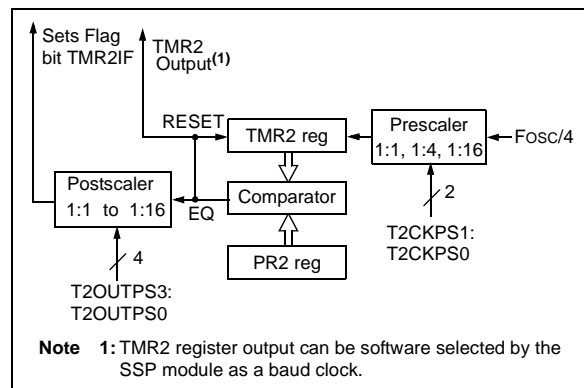 Sets Flag
bit TMR2IF
TMR2
Output(1)
RESET
TMR2 reg
Prescaler
1:1, 1:4, 1:16
FOSC/4
Postscaler
1:1 to 1:16
EQ
Comparator
2
T2CKPS1:
T2CKPS0
PR2 reg
4
T2OUTPS3:
T2OUTPS0
Note 1: TMR2 register output can be software selected by the
SSP module as a baud clock.